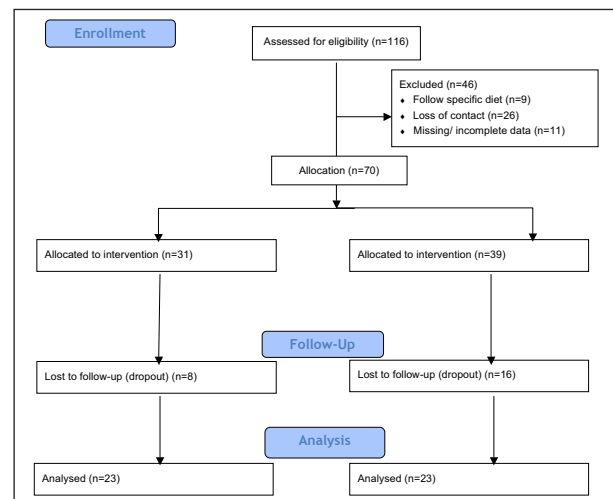 Enrollment
Assessed for eligibility (n=116)
Excluded (n=46)
♦ Follow specific diet (n=9)
♦ Loss of contact (n=26)
♦ Missing/ incomplete data (n=11)
Allocation (n=70)
Allocated to intervention (n=31)
Allocated to intervention (n=39)
Follow-Up
Lost to follow-up (dropout) (n=8)
Lost to follow-up (dropout) (n=16)
Analysis
Analysed (n=23)
Analysed (n=23)